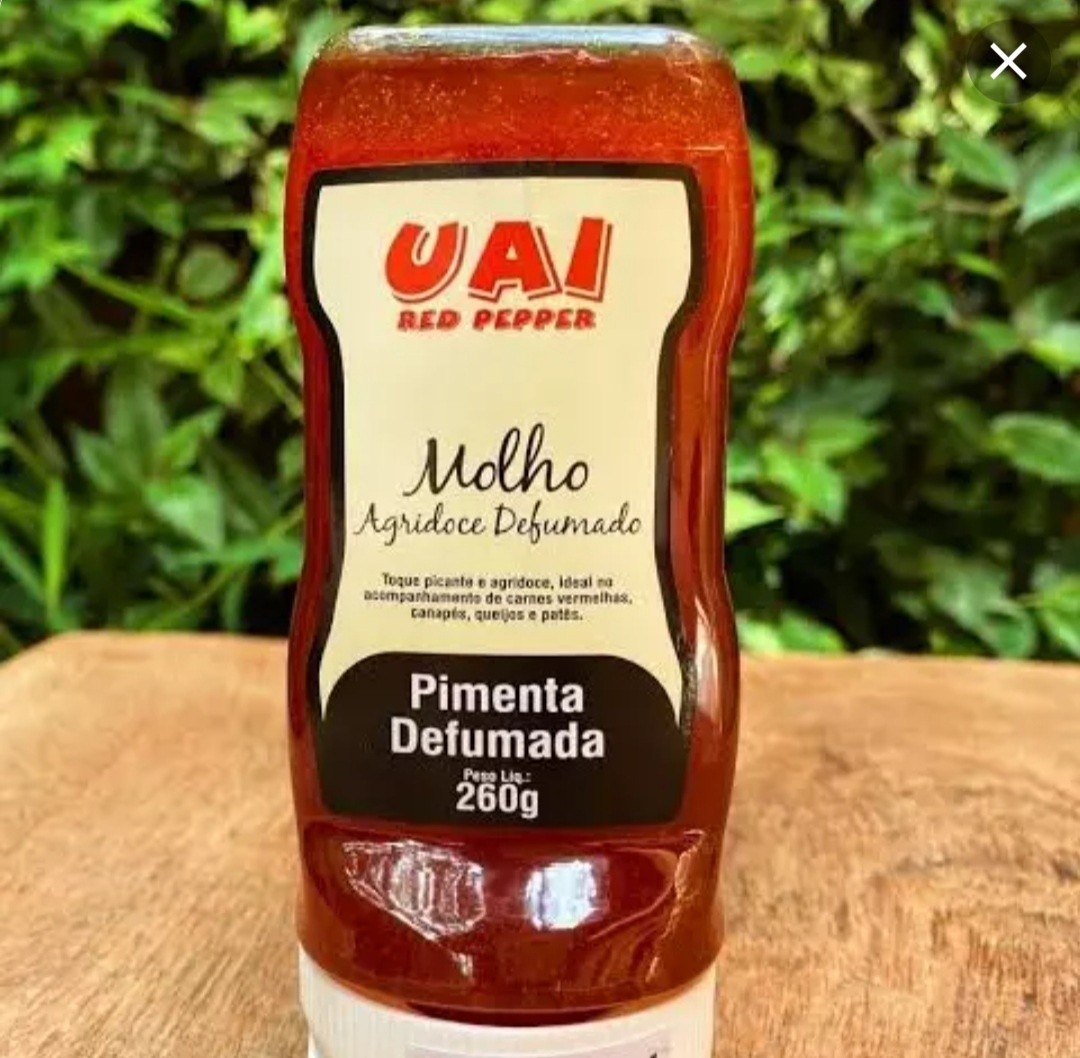 UAI
RED PEPPER
Molho
Agridoce Defumado
Toque picante e agridoce, ideal no
acompanhamento de carnes vermelhas,
canapés, queijos e patês.
Pimenta
Defumada
Peso Liq.:
260g